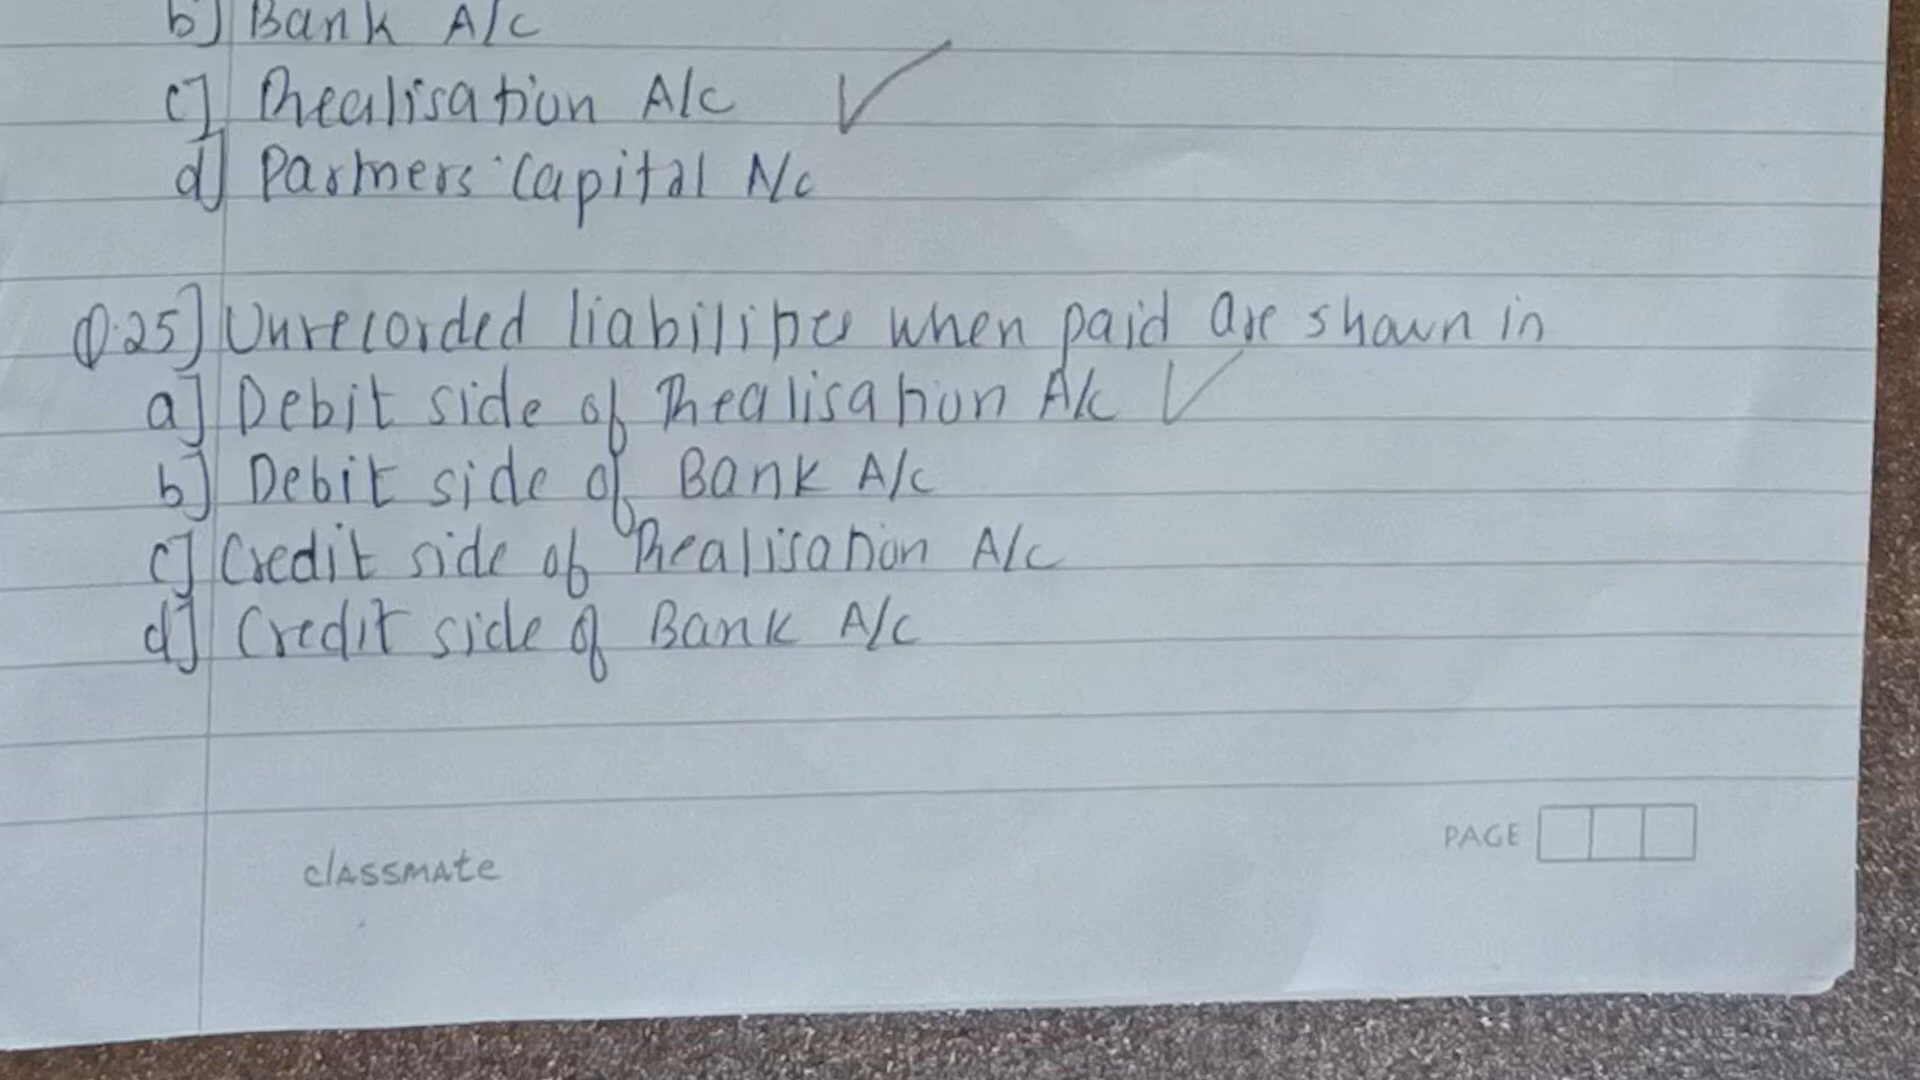 b] Bank A/c
c] Realisation A/c ✓
d] Partners' Capital A/c
Q.25] Unrecorded liabilities when paid are shown in
a] Debit side of Realisation A/c ✓
b] Debit side of Bank A/c
c] Credit side of Realisation A/c
d] Credit side of Bank A/c
PAGE
classmate